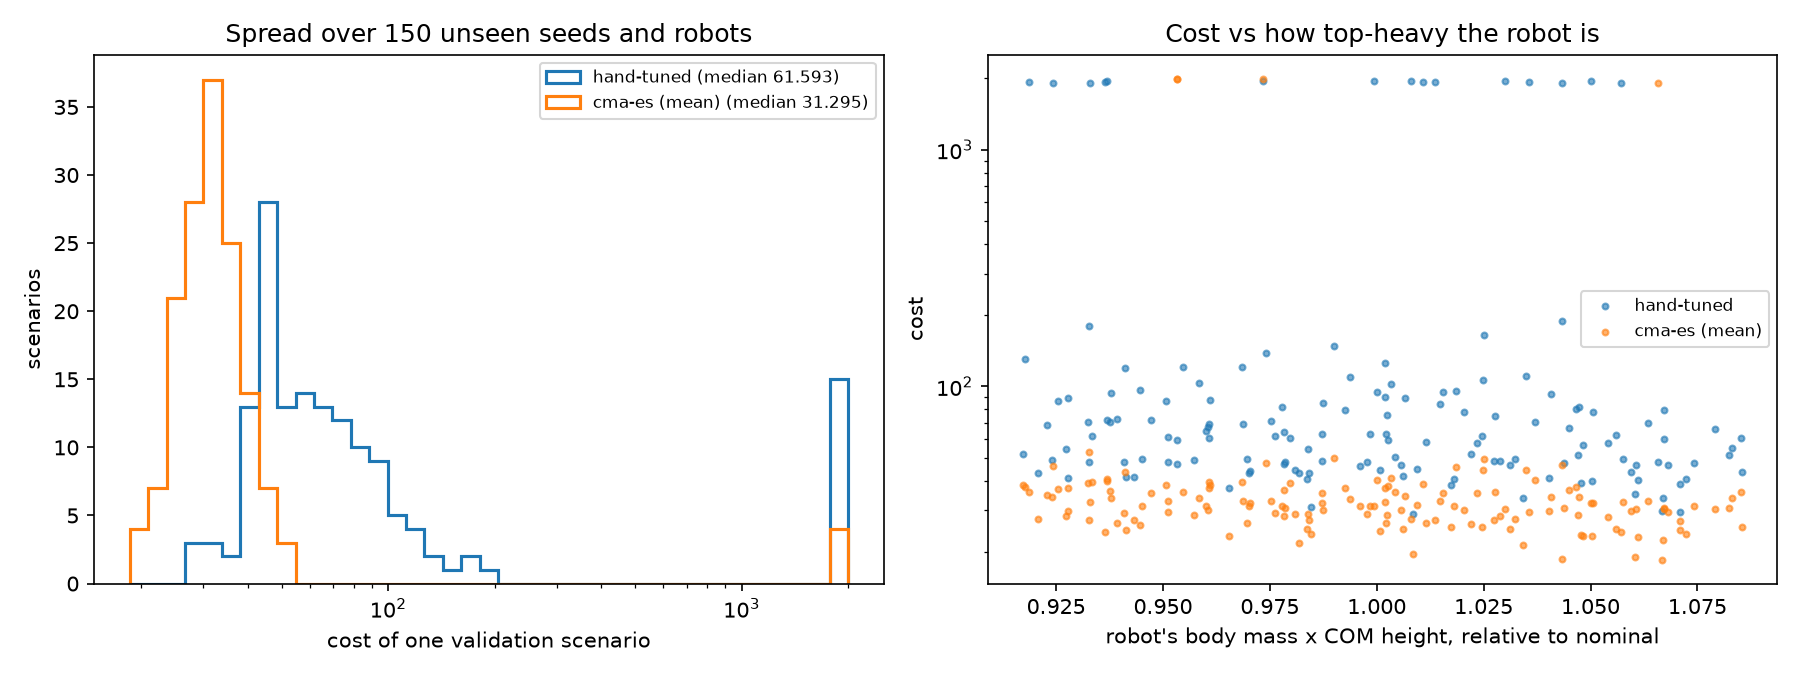 Spread over 150 unseen seeds and robots
hand-tuned (median 61.593)
cma-es (mean) (median 31.295)
35
30
25
20
15
10
5
0
scenarios
10²
10³
cost of one validation scenario
Cost vs how top-heavy the robot is
10³
10²
cost
hand-tuned
cma-es (mean)
0.925
0.950
0.975
1.000
1.025
1.050
1.075
robot's body mass x COM height, relative to nominal